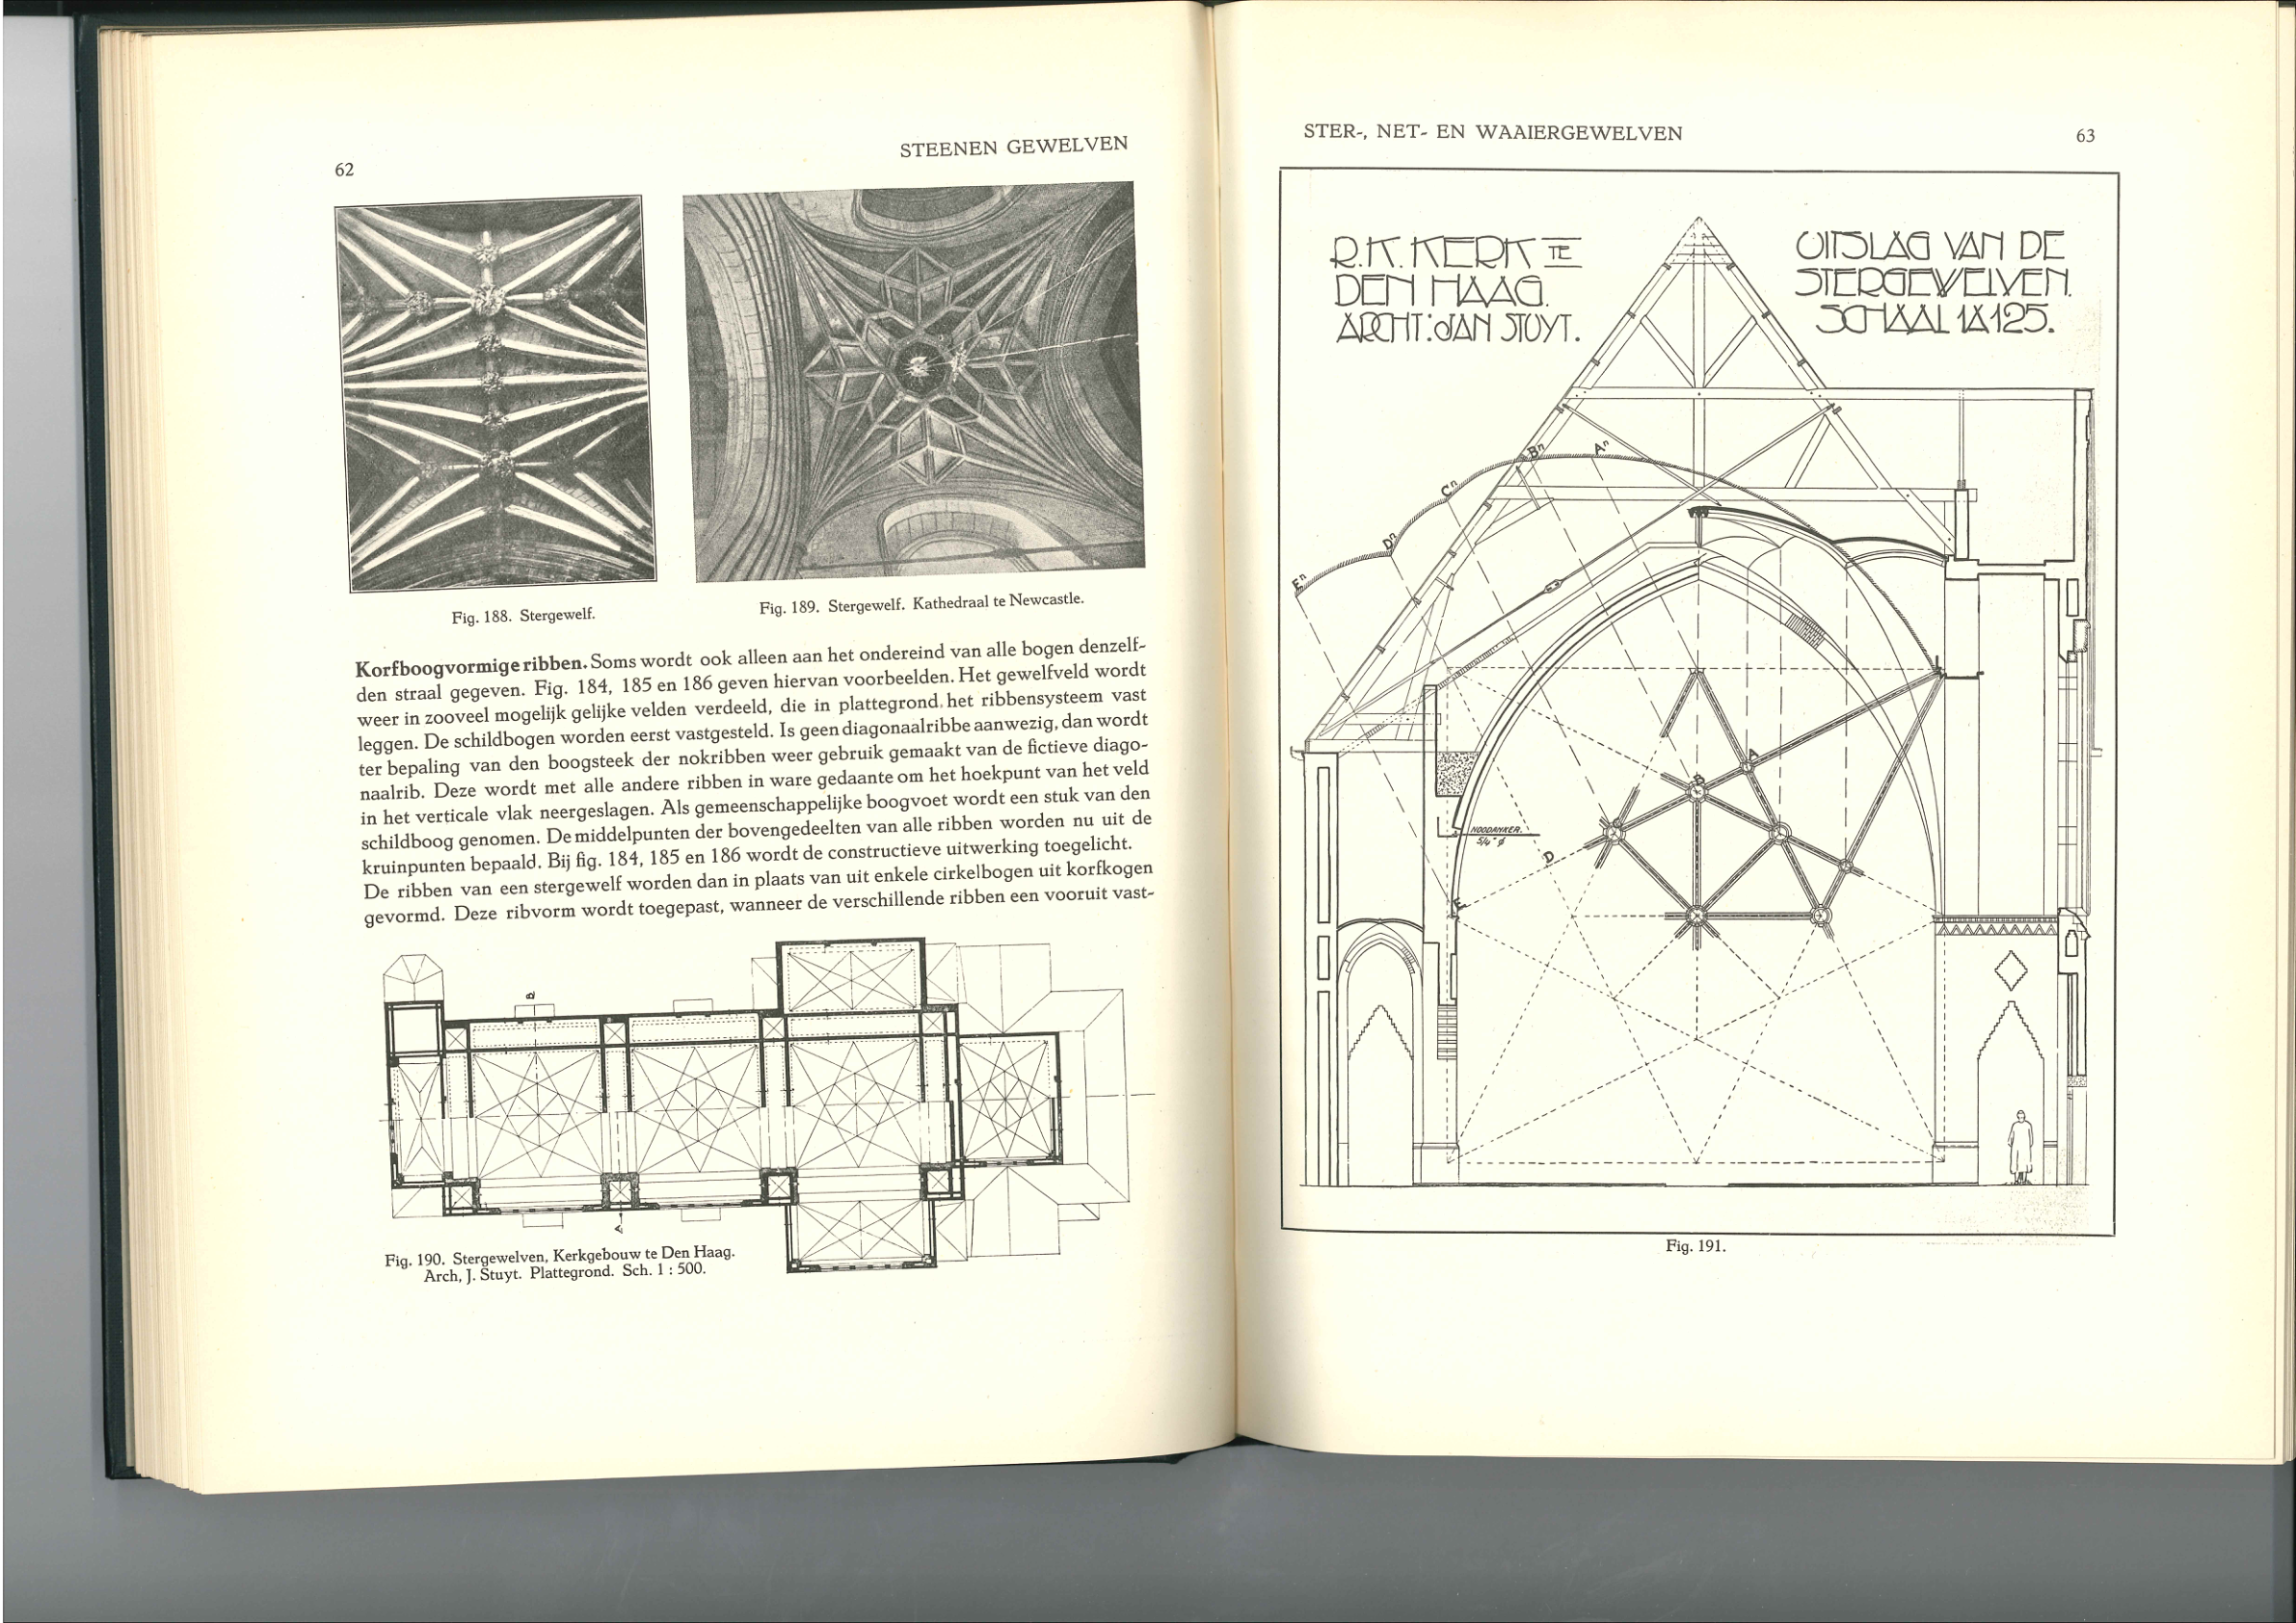 62
STEENEN GEWELVEN
Fig. 188. Stergewelf.
Fig. 189. Stergewelf. Kathedraal te Newcastle.
Korfboogvormige ribben. Soms wordt ook alleen aan het ondereind van alle bogen denzelf-
den straal gegeven. Fig. 184, 185 en 186 geven hiervan voorbeelden. Het gewelfveld wordt
weer in zooveel mogelijk gelijke velden verdeeld, die in plattegrond het ribbensysteem vast
leggen. De schildbogen worden eerst vastgesteld. Is geen diagonaalribbe aanwezig, dan wordt
ter bepaling van den boogsteek der nokribben weer gebruik gemaakt van de fictieve diago-
naalrib. Deze wordt met alle andere ribben in ware gedaante om het hoekpunt van het veld
in het verticale vlak neergeslagen. Als gemeenschappelijke boogvoet wordt een stuk van den
schildboog genomen. De middelpunten der bovengedeelten van alle ribben worden nu uit de
kruinpunten bepaald. Bij fig. 184, 185 en 186 wordt de constructieve uitwerking toegelicht.
De ribben van een stergewelf worden dan in plaats van uit enkele cirkelbogen uit korfkogen
gevormd. Deze ribvorm wordt toegepast, wanneer de verschillende ribben een vooruit vast-
B
A
Fig. 190. Stergewelven, Kerkgebouw te Den Haag.
Arch, J. Stuyt. Plattegrond. Sch. 1 : 500.
STER-, NET- EN WAAIERGEWELVEN
63
R.K. KERK TE
DEN HAAG.
ARCHT: JAN STUYT.
UITSLAG VAN DE
STERGEWELVEN.
SCHAAL 1 A 125.
Aⁿ
Bⁿ
Cⁿ
Dⁿ
Eⁿ
A
B
C
NOODANKER.
5/4" ø
D
E
Fig. 191.